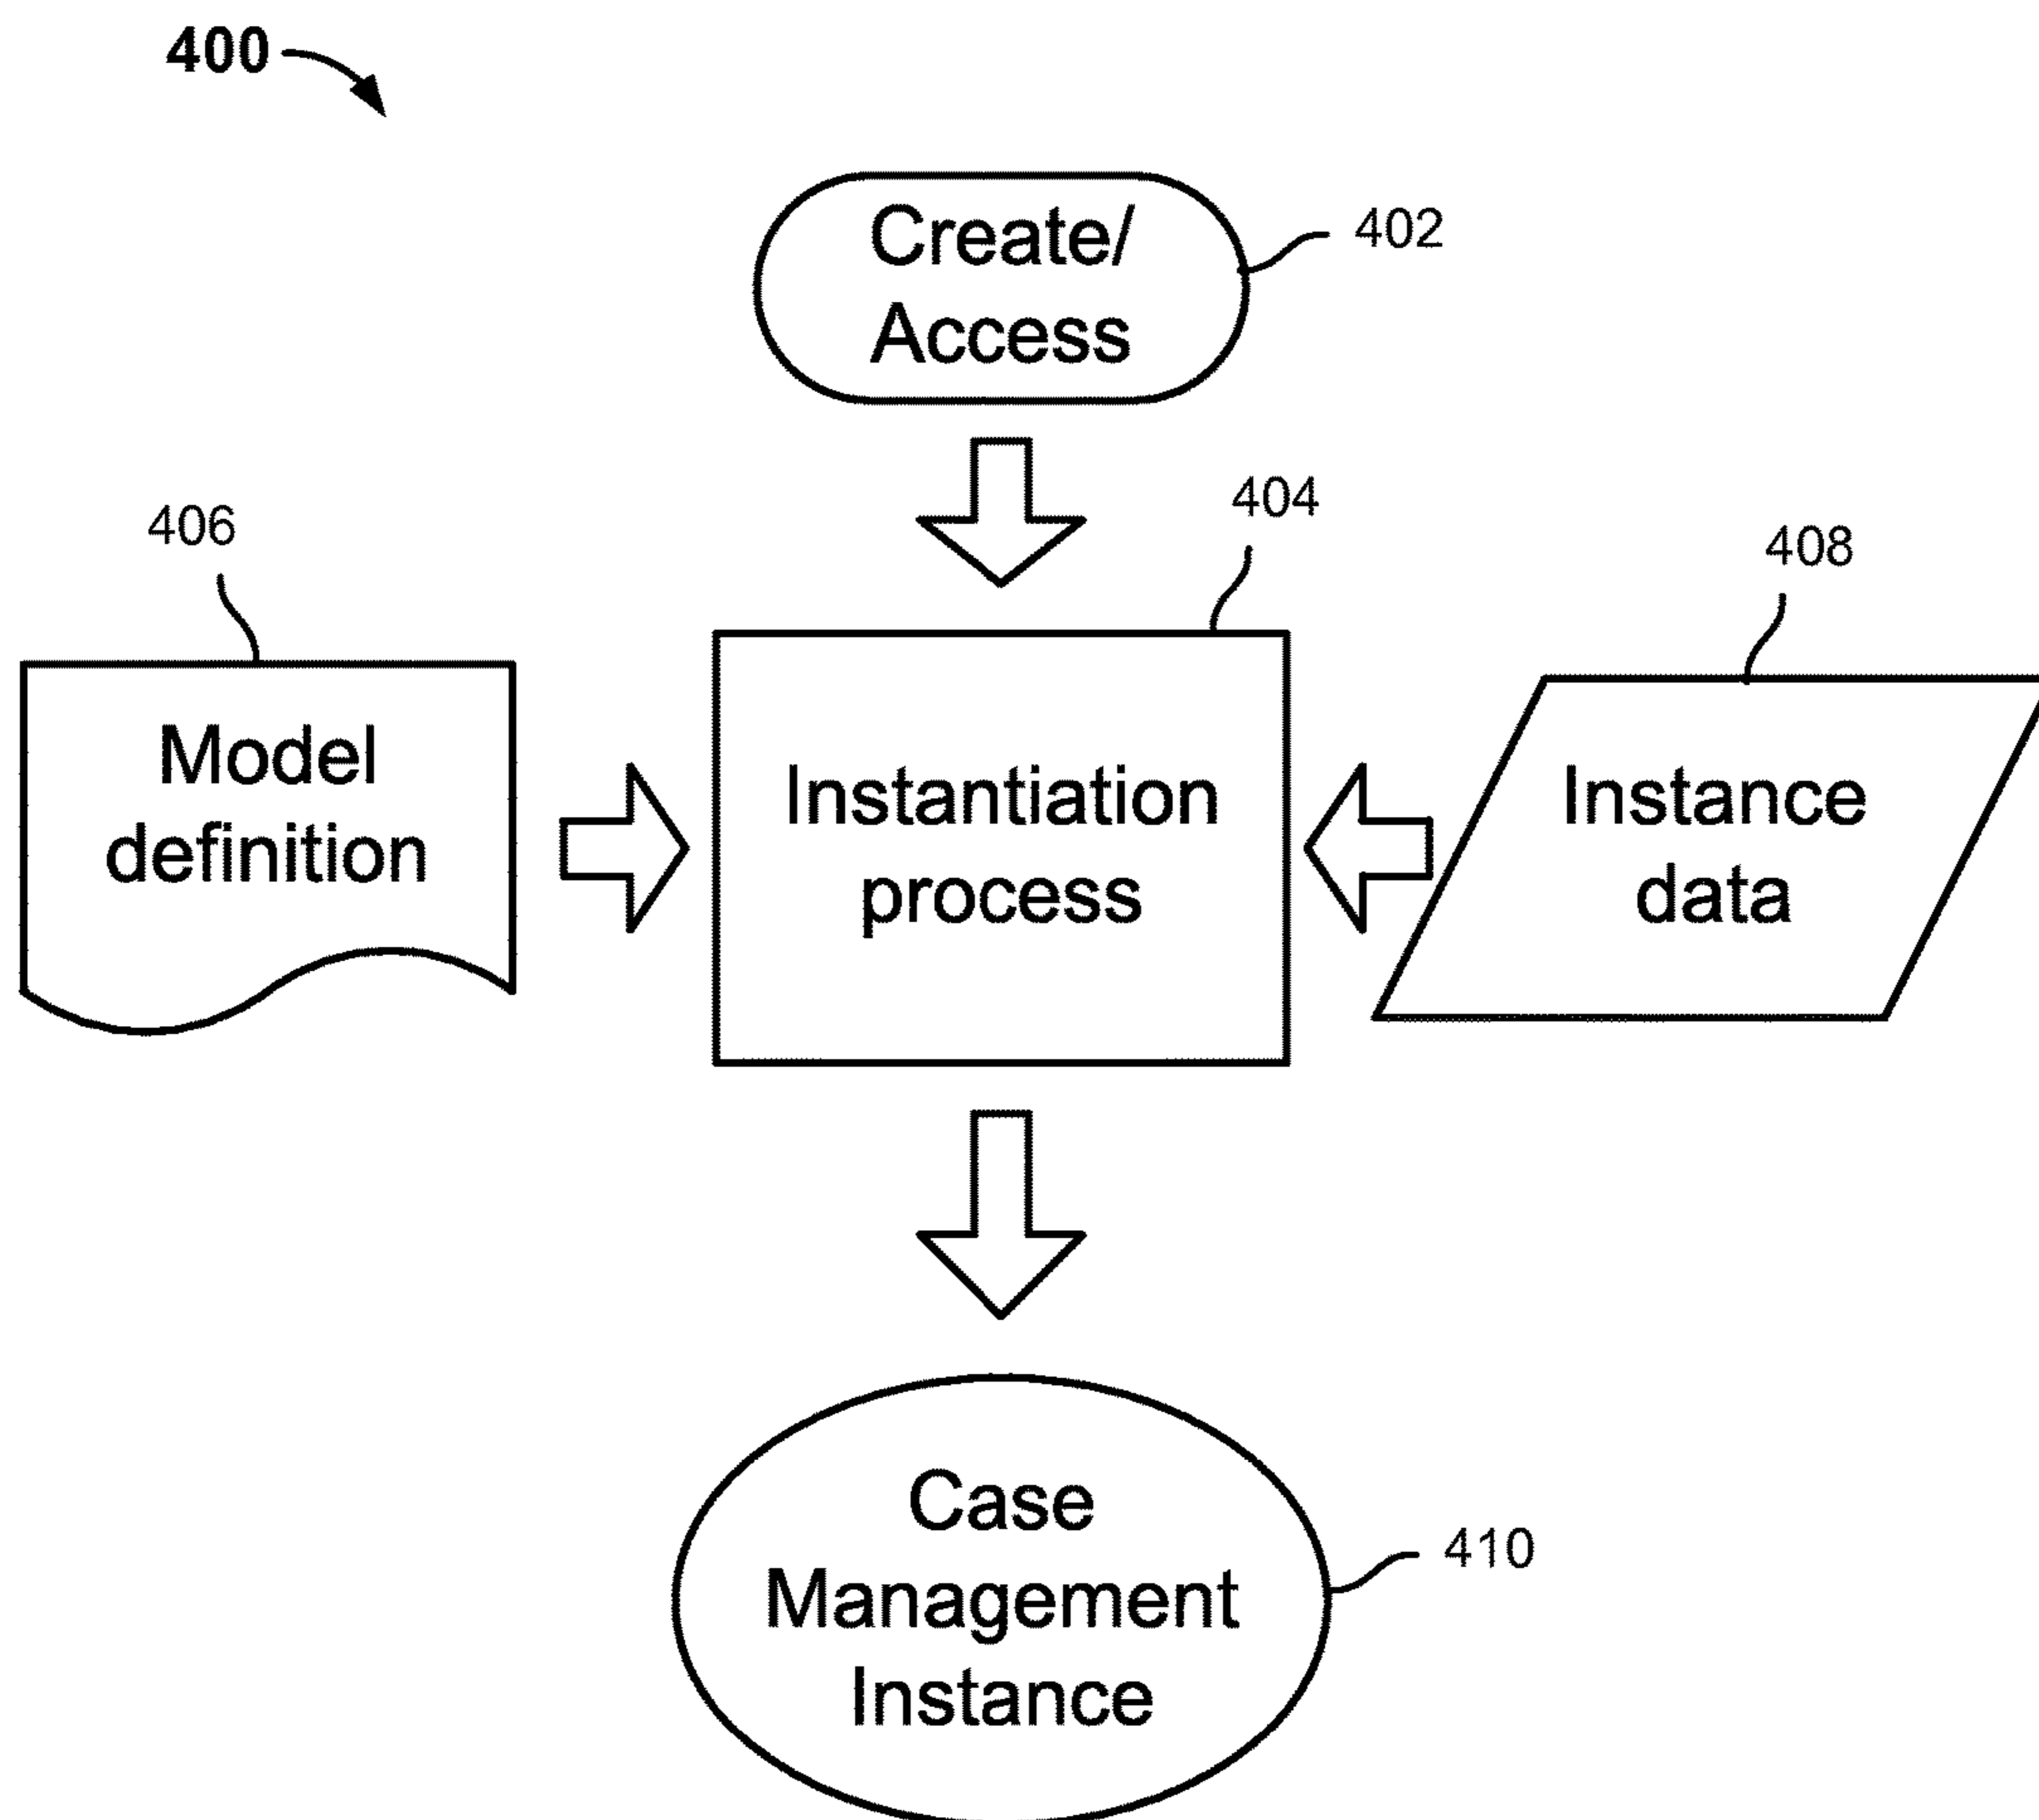 400
Create/
Access
402
404
406
408
Model
definition
Instantiation
process
Instance
data
Case
Management
Instance
410